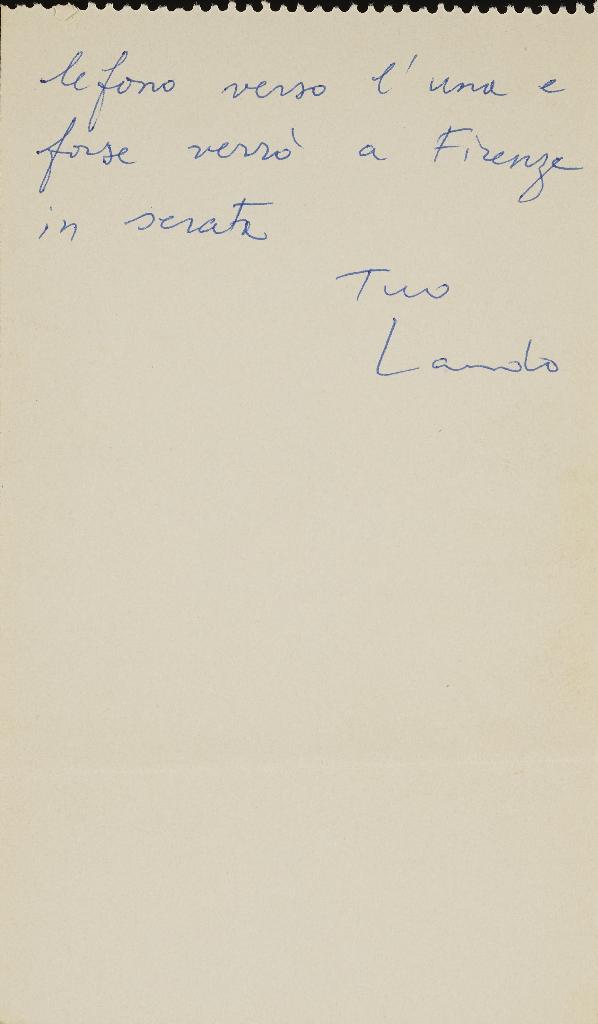 lefono verso l'una e
forse verrò a Firenze
in serata
Tuo
Lando